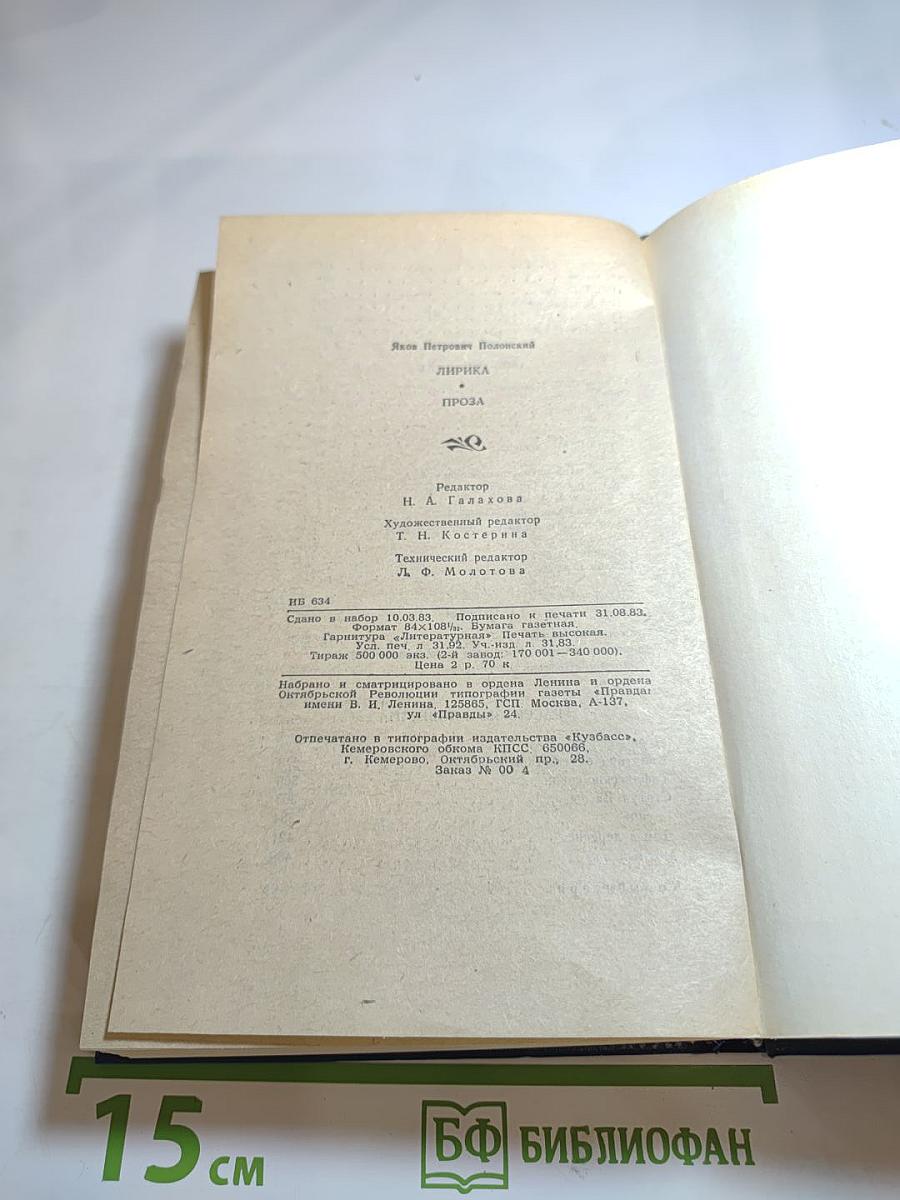 Яков Петрович Полонский
ЛИРИКА
•
ПРОЗА
Редактор
Н. А. Галахова
Художественный редактор
Т. Н. Костерина
Технический редактор
Л. Ф. Молотова
ИБ 634
Сдано в набор 10.03.83. Подписано к печати 31.08.83.
Формат 84×108¹/₃₂. Бумага газетная.
Гарнитура «Литературная» Печать высокая.
Усл. печ. л 31,92. Уч.-изд л. 31,83.
Тираж 500 000 экз. (2-й завод: 170 001—340 000).
Цена 2 р. 70 к
Набрано и сматрицировано в ордена Ленина и ордена
Октябрьской Революции типографии газеты «Правда»
имени В. И. Ленина, 125865, ГСП Москва, А-137,
ул «Правды» 24.
Отпечатано в типографии издательства «Кузбасс»,
Кемеровского обкома КПСС, 650066,
г. Кемерово, Октябрьский пр., 28.
Заказ № 00 4
15 см
БФ БИБЛИОФАН